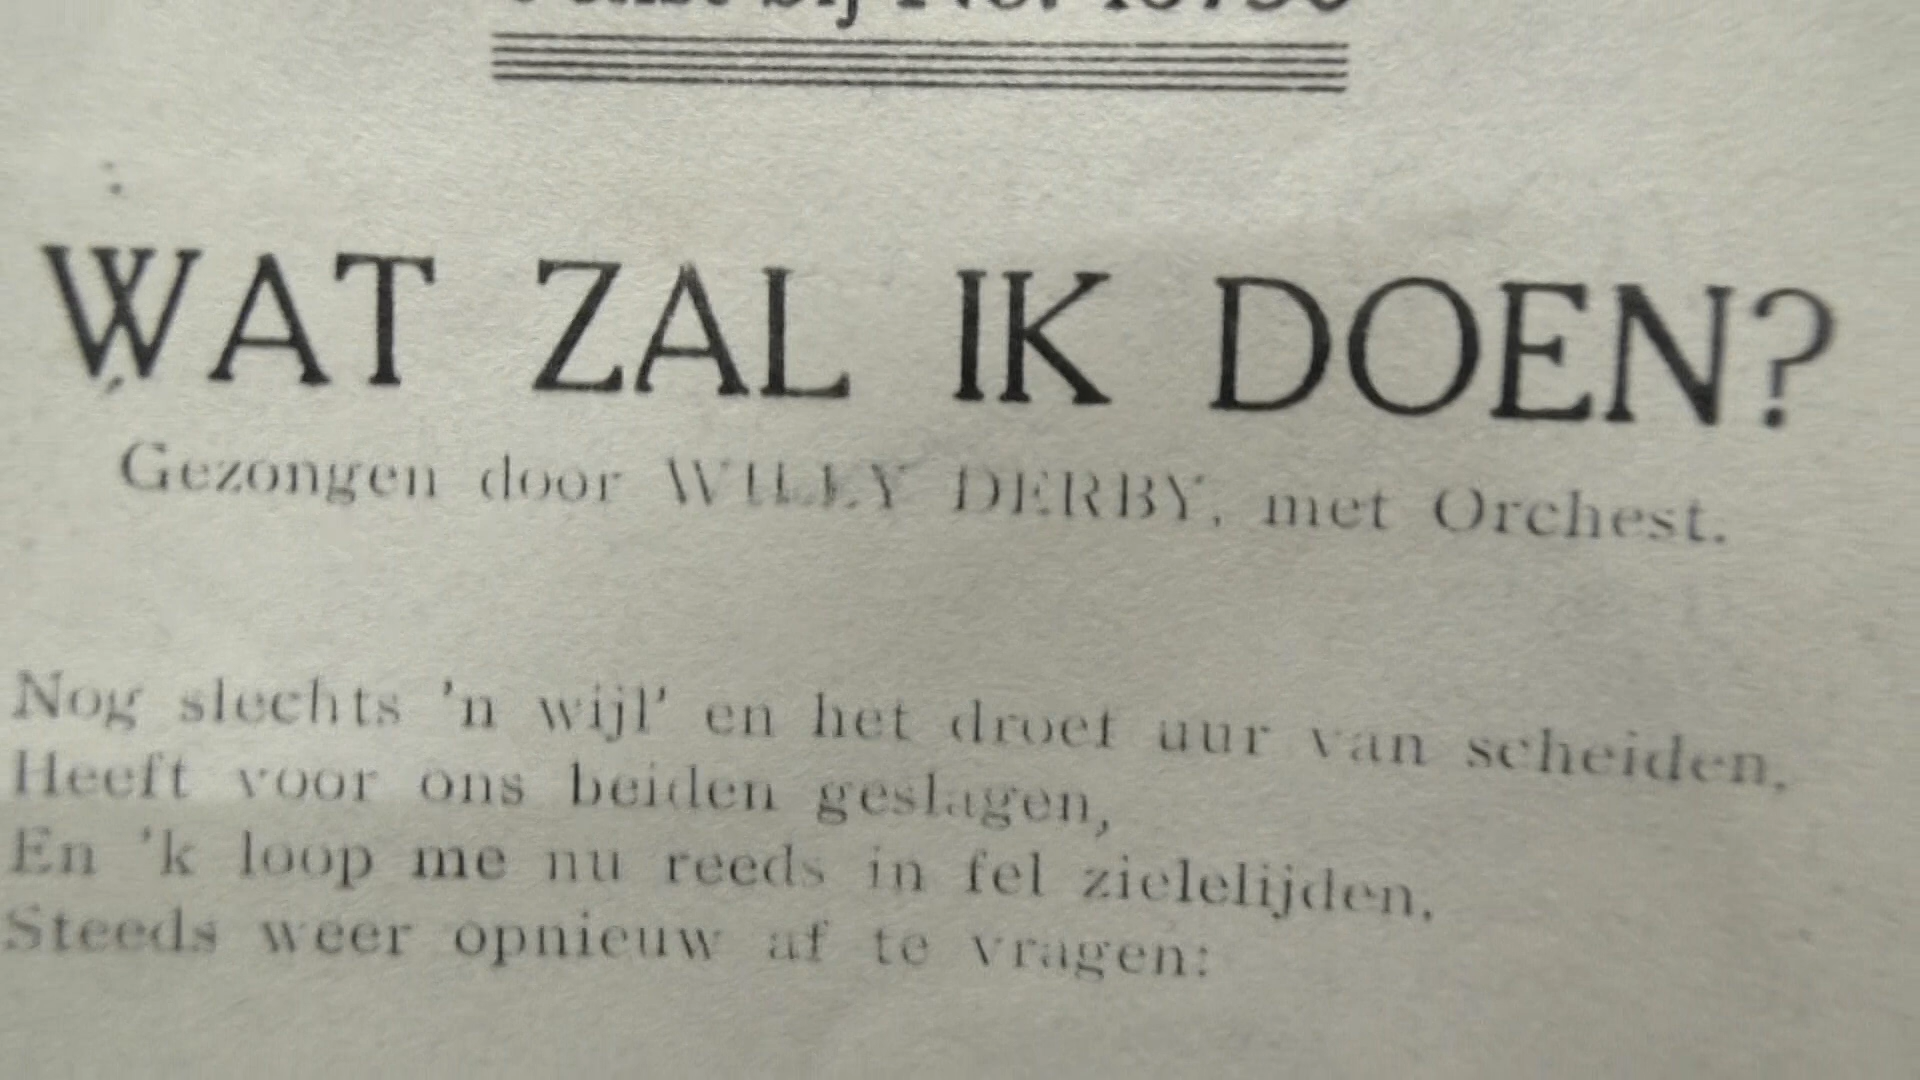 bij No.
WAT ZAL IK DOEN?
Gezongen door WILLY DERBY, met Orchest.
Nog slechts 'n wijl' en het droef uur van scheiden,
Heeft voor ons beiden geslagen,
En 'k loop me nu reeds in fel zielelijden,
Steeds weer opnieuw af te vragen: